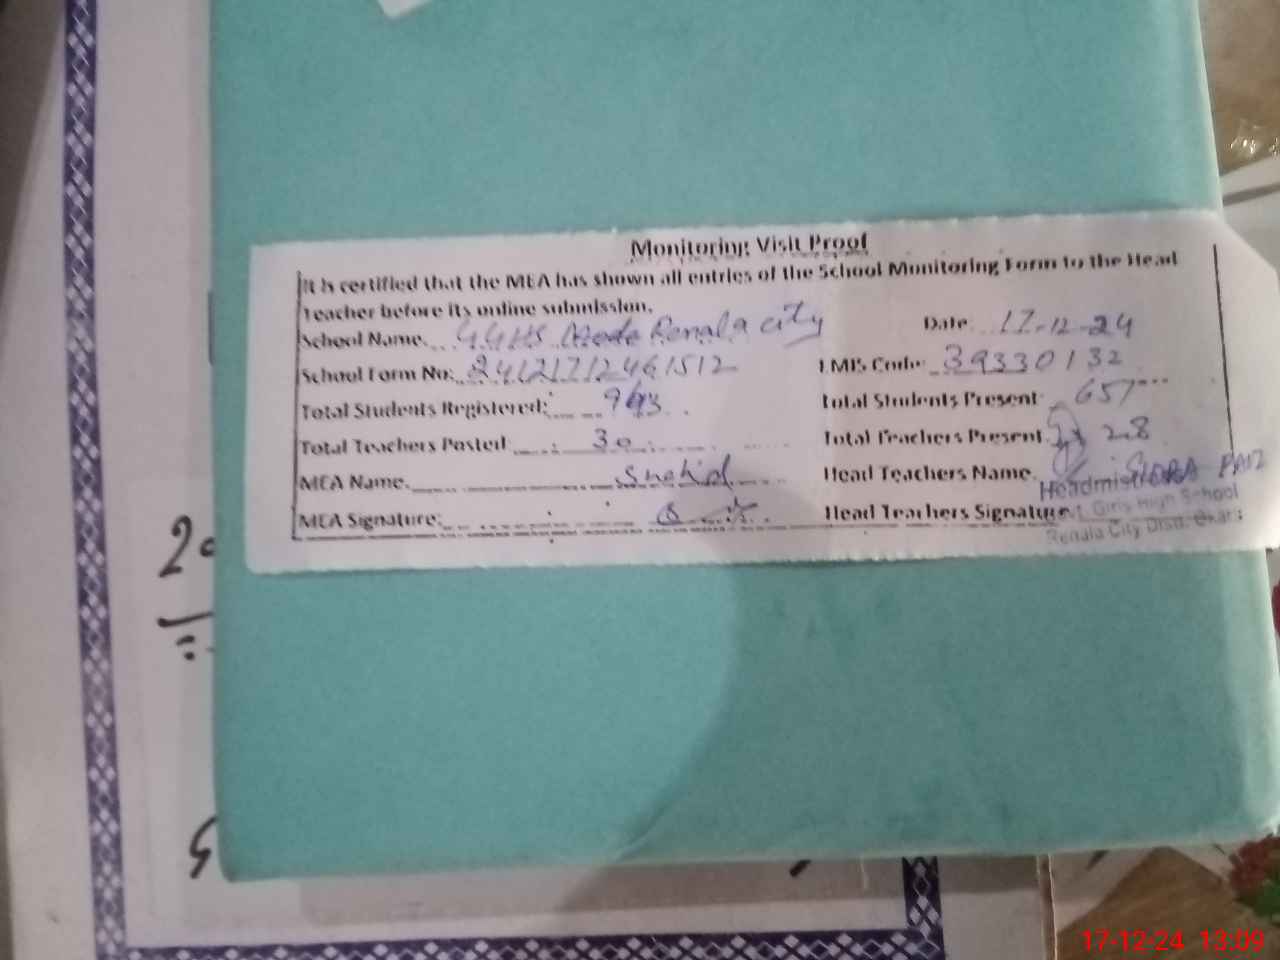 Monitoring Visit Proof
It is certified that the MEA has shown all entries of the School Monitoring Form to the Head
Teacher before its online submission.
School Name. GGHS Model Renala city Date 17-12-24
School Form No: 24121712461512 EMIS Code: 39330132
Total Students Registered: Total Students Present 657
Total Teachers Posted 30 Total Teachers Present 28
MEA Name. Head Teachers Name.
MEA Signature: Head Teachers Signature
Headmistress
Girls High School
Renala City Distt. Okara
17-12-24 13:09